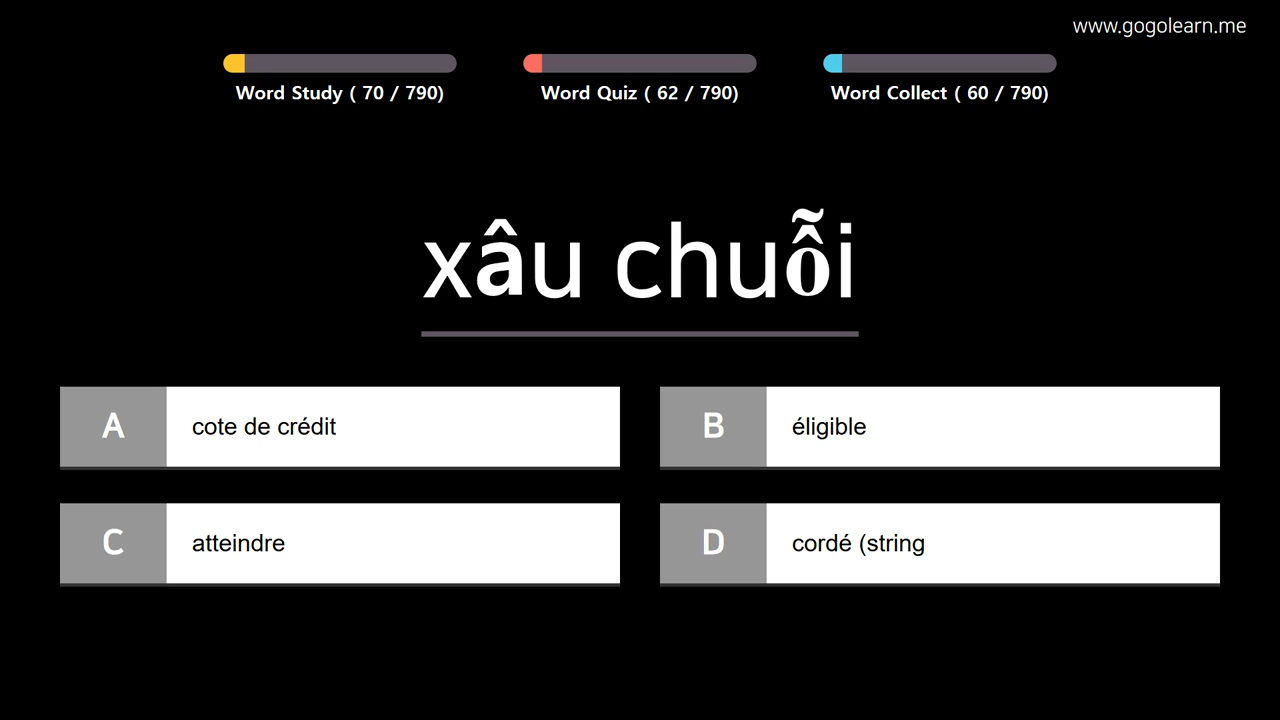 www.gogolearn.me
Word Study ( 70 / 790)
Word Quiz ( 62 / 790)
Word Collect ( 60 / 790)
xâu chuỗi
A cote de crédit
B éligible
C atteindre
D cordé (string